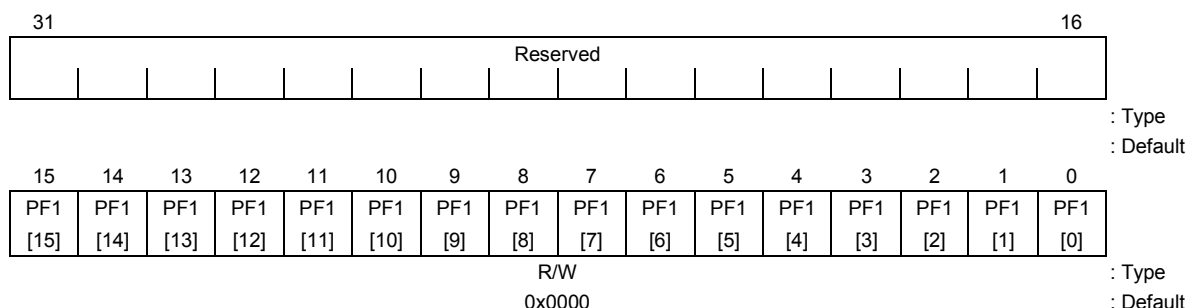 31 16
Reserved
: Type
: Default
15 14 13 12 11 10 9 8 7 6 5 4 3 2 1 0
PF1 PF1 PF1 PF1 PF1 PF1 PF1 PF1 PF1 PF1 PF1 PF1 PF1 PF1 PF1 PF1
[15] [14] [13] [12] [11] [10] [9] [8] [7] [6] [5] [4] [3] [2] [1] [0]
R/W : Type
0x0000 : Default